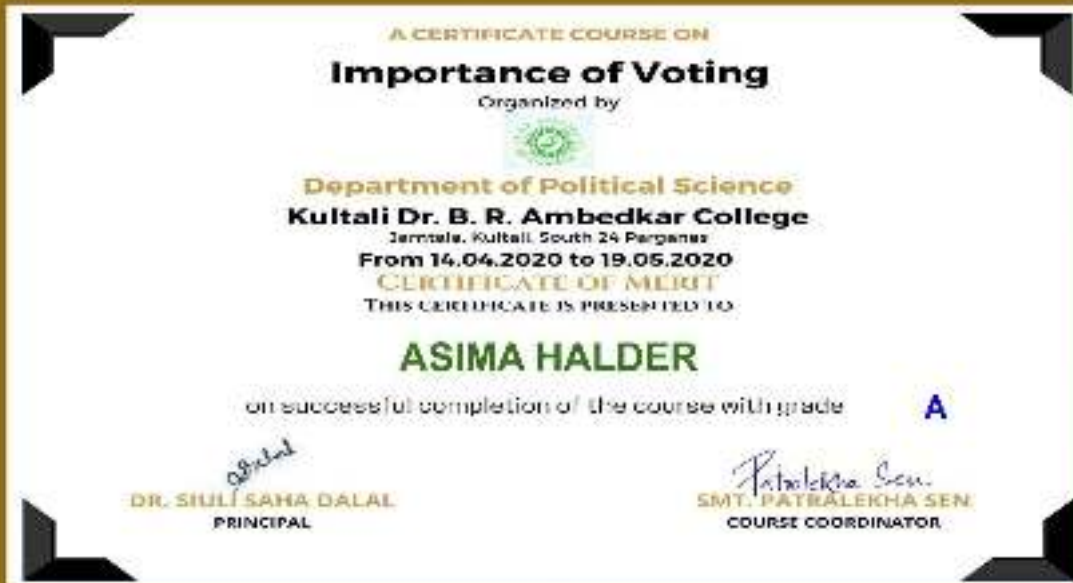 A CERTIFICATE COURSE ON
Importance of Voting
Organized by
Department of Political Science
Kultali Dr. B. R. Ambedkar College
Jamtala, Kultali, South 24 Parganas
From 14.04.2020 to 19.05.2020
CERTIFICATE OF MERIT
THIS CERTIFICATE IS PRESENTED TO
ASIMA HALDER
on successful completion of the course with grade A
Patralekha Sen.
DR. SIULI SAHA DALAL
SMT. PATRALEKHA SEN
PRINCIPAL
COURSE COORDINATOR